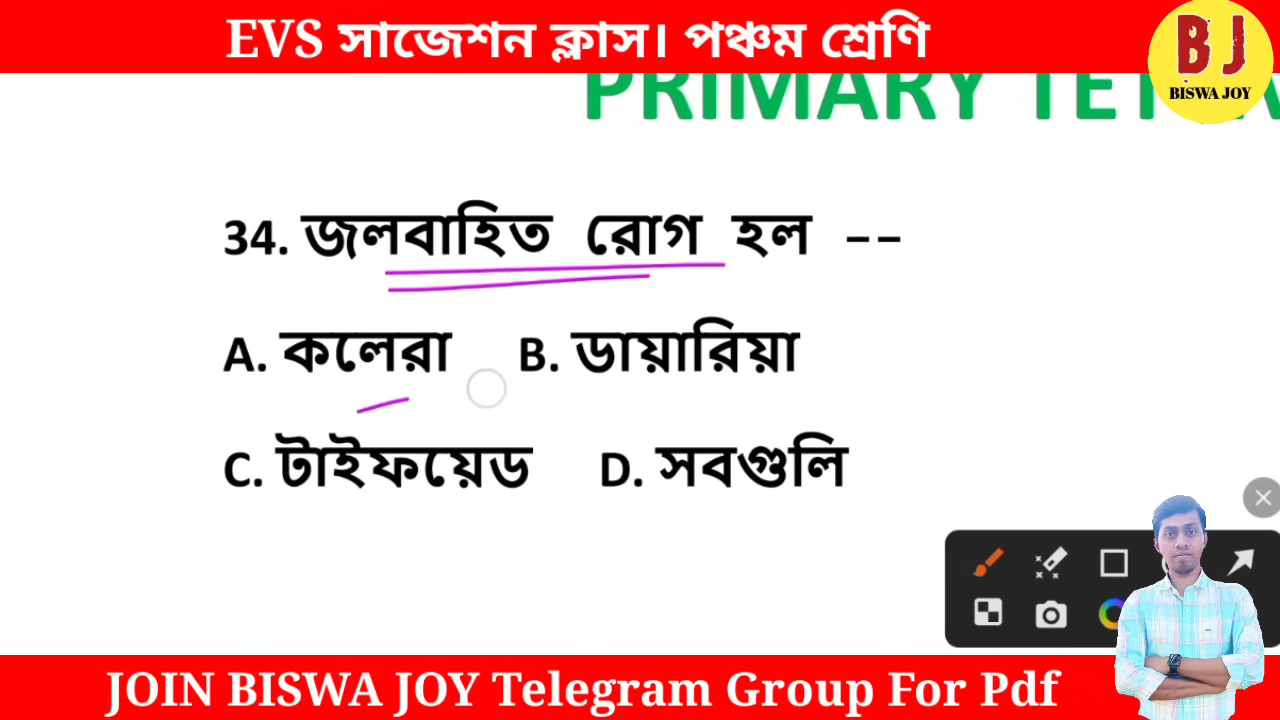 EVS সাজেশন ক্লাস। পঞ্চম শ্রেণি
BJ
BISWA JOY
PRIMARY TET
34. জলবাহিত রোগ হল --
A. কলেরা B. ডায়ারিয়া
C. টাইফয়েড D. সবগুলি
JOIN BISWA JOY Telegram Group For Pdf